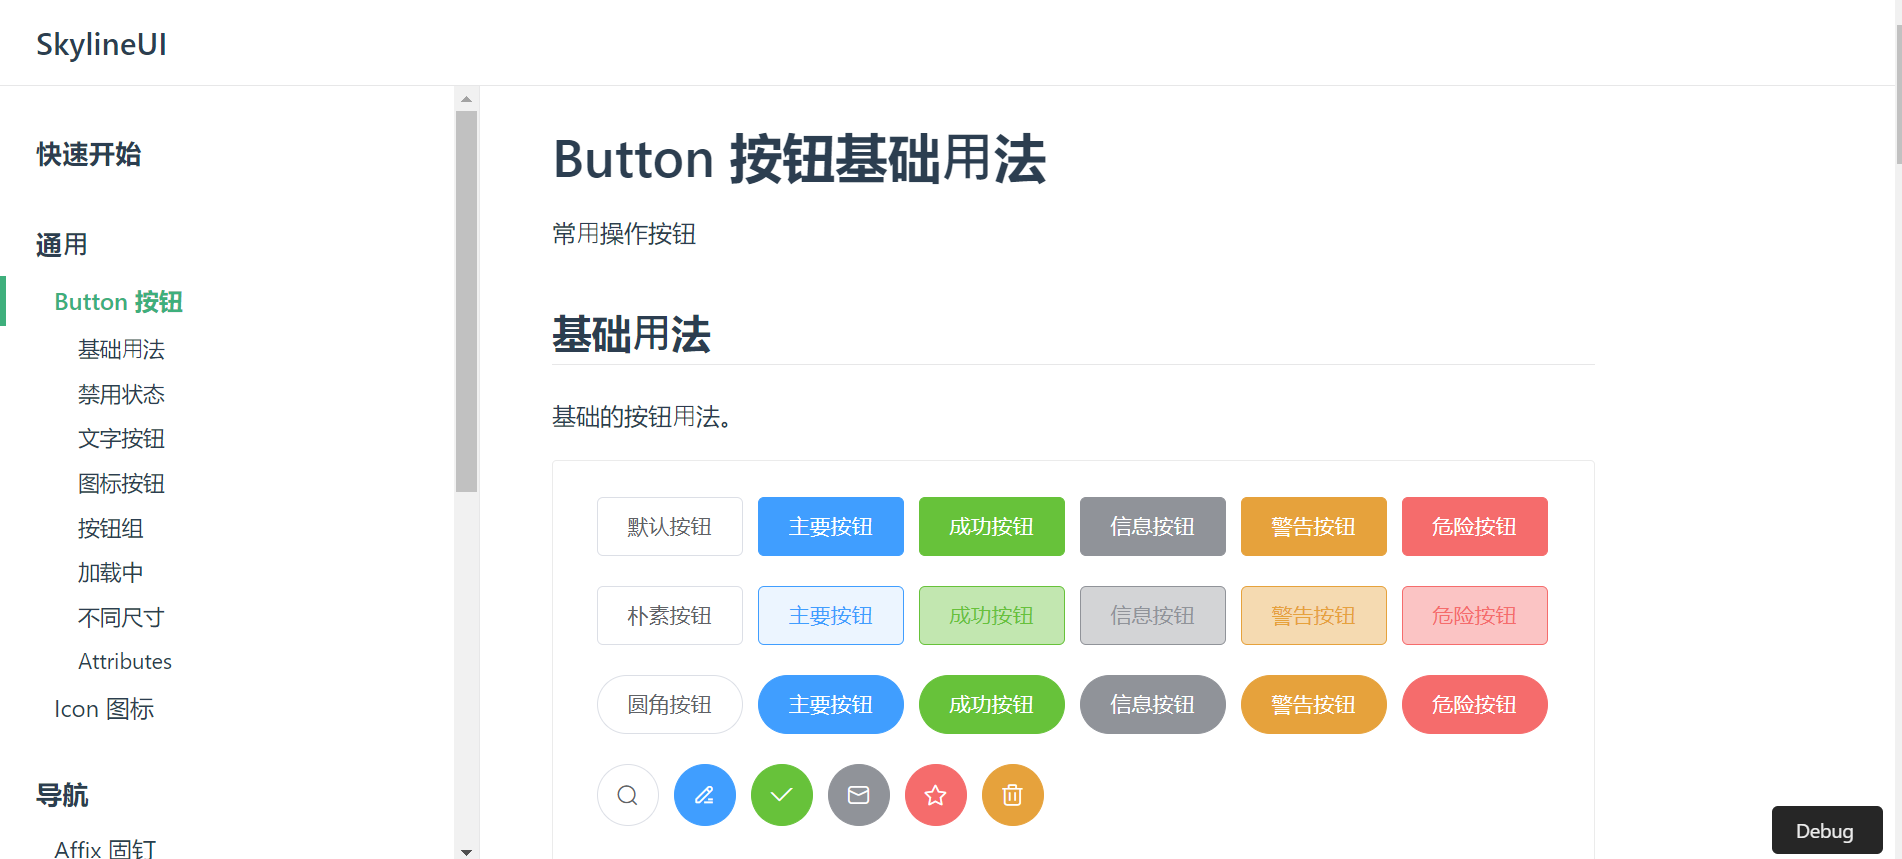 SkylineUI
快速开始
通用
Button 按钮
基础用法
禁用状态
文字按钮
图标按钮
按钮组
加载中
不同尺寸
Attributes
Icon 图标
导航
Affix 固钉
Button 按钮基础用法
常用操作按钮
基础用法
基础的按钮用法。
默认按钮 主要按钮 成功按钮 信息按钮 警告按钮 危险按钮
朴素按钮 主要按钮 成功按钮 信息按钮 警告按钮 危险按钮
圆角按钮 主要按钮 成功按钮 信息按钮 警告按钮 危险按钮
Debug